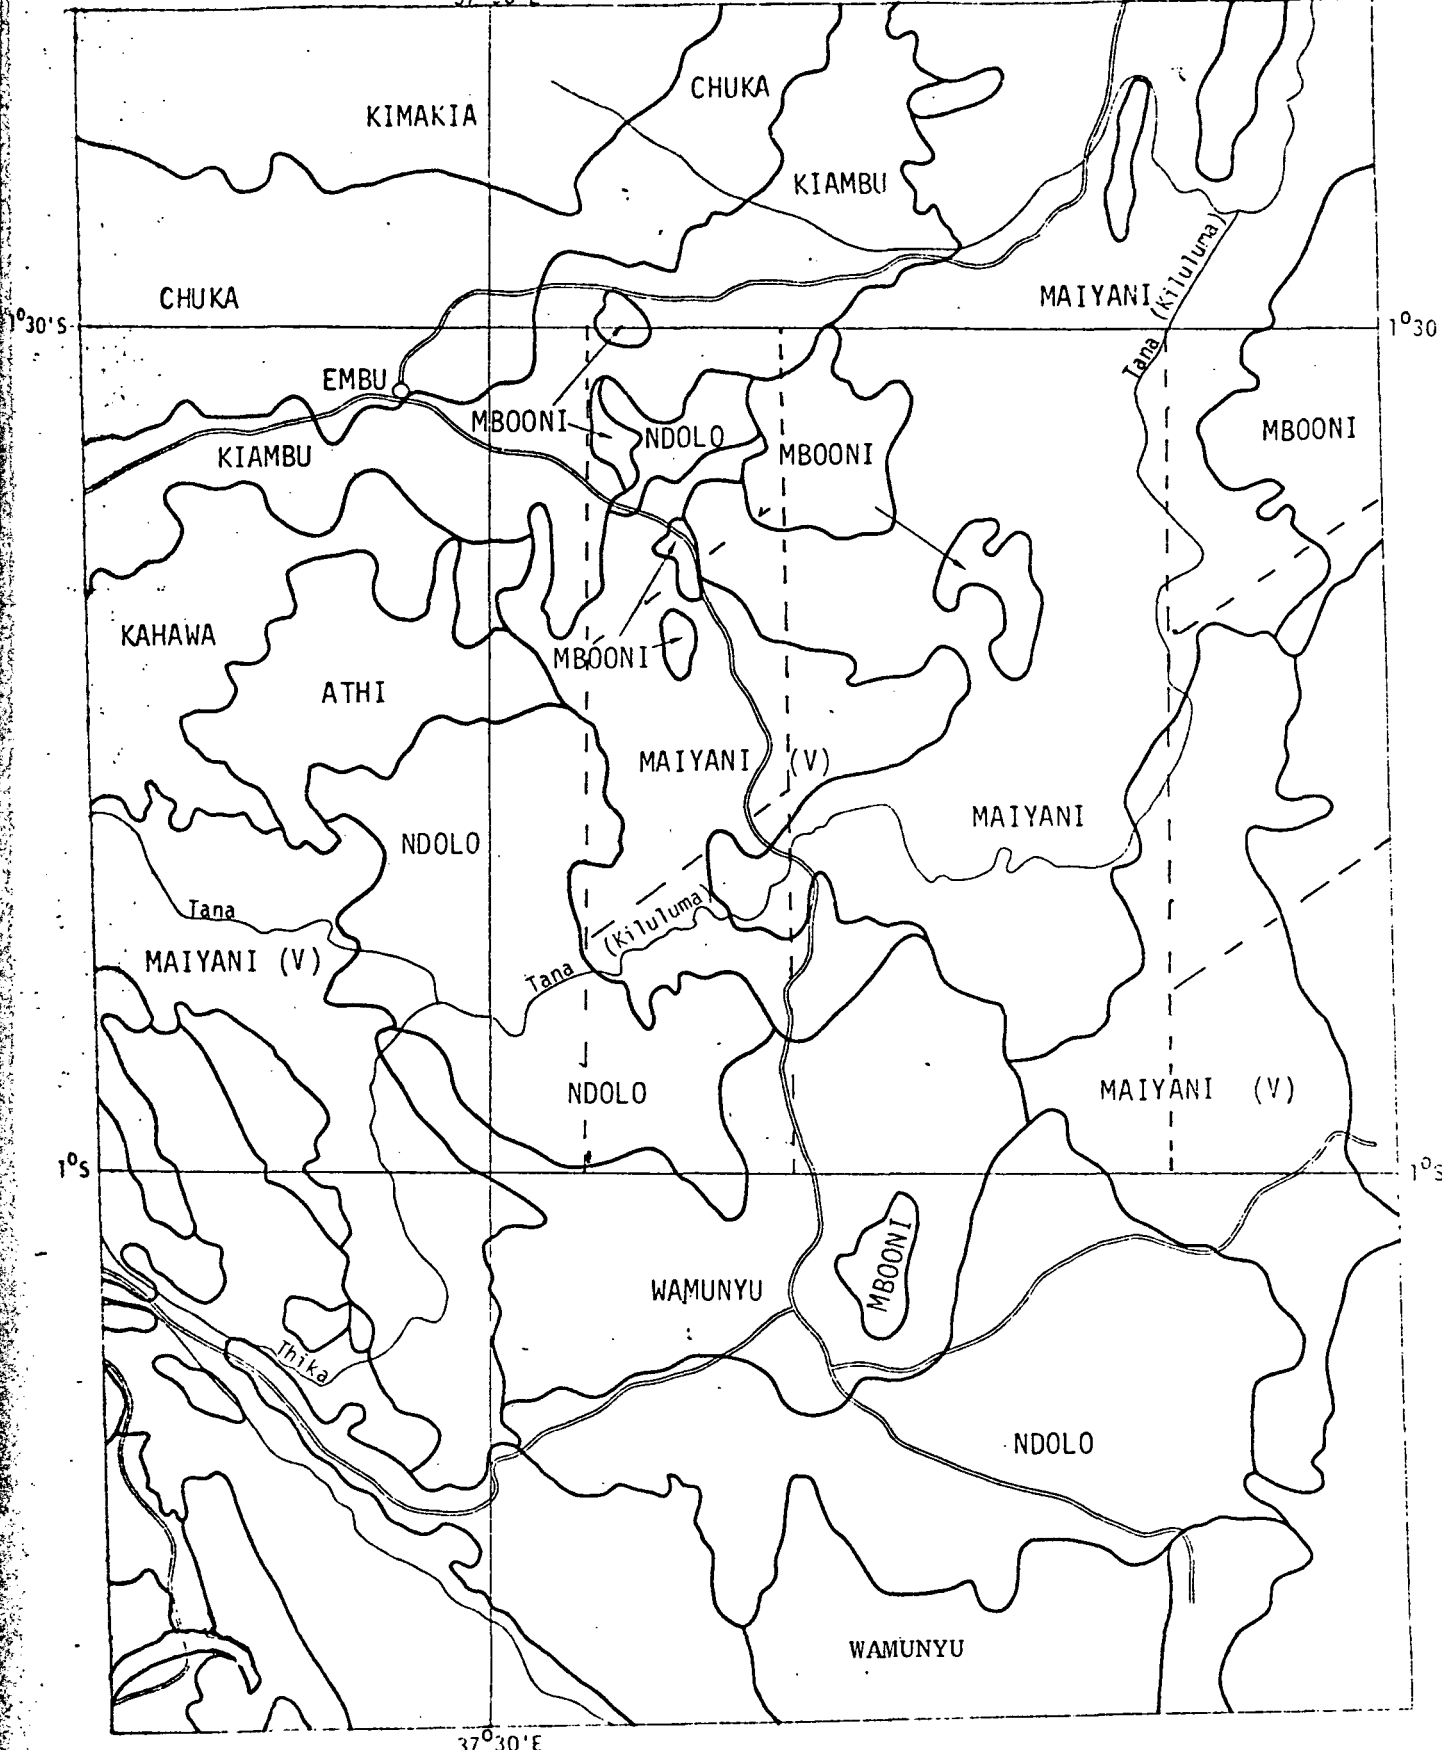 CHUKA
KIMAKIA
KIAMBU
CHUKA
MAIYANI
Tana (Kiluluma)
1°30'S
1°30
EMBU
MBOONI
NDOLO
MBOONI
MBOONI
KIAMBU
KAHAWA
MBOONI
ATHI
MAIYANI (V)
MAIYANI
NDOLO
Tana
MAIYANI (V)
Tana (Kiluluma)
NDOLO
MAIYANI (V)
1°S
1°S
MBOONI
WAMUNYU
Thika
NDOLO
WAMUNYU
37°30'E